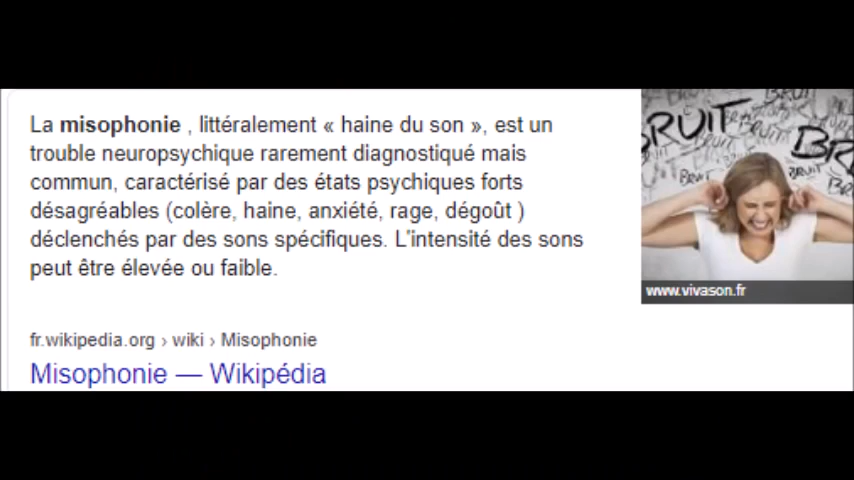 La misophonie , littéralement « haine du son », est un
trouble neuropsychique rarement diagnostiqué mais
commun, caractérisé par des états psychiques forts
désagréables (colère, haine, anxiété, rage, dégoût )
déclenchés par des sons spécifiques. L'intensité des sons
peut être élevée ou faible.
fr.wikipedia.org › wiki › Misophonie
Misophonie — Wikipédia
BRUIT
BRUIT
BRUIT
www.vivason.fr